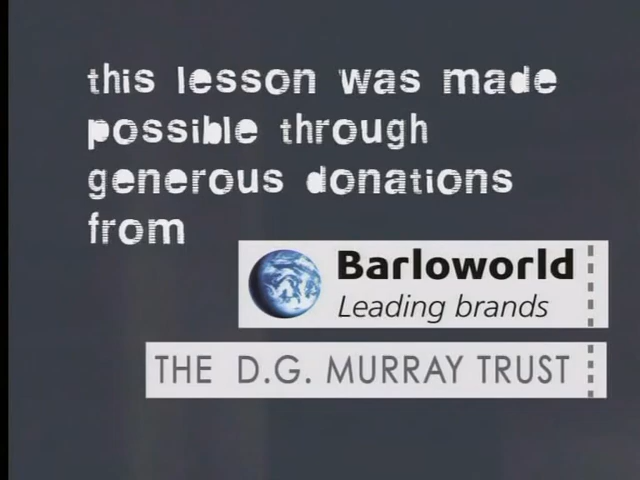 this lesson was made
possible through
generous donations
from
Barloworld
Leading brands
THE D.G. MURRAY TRUST